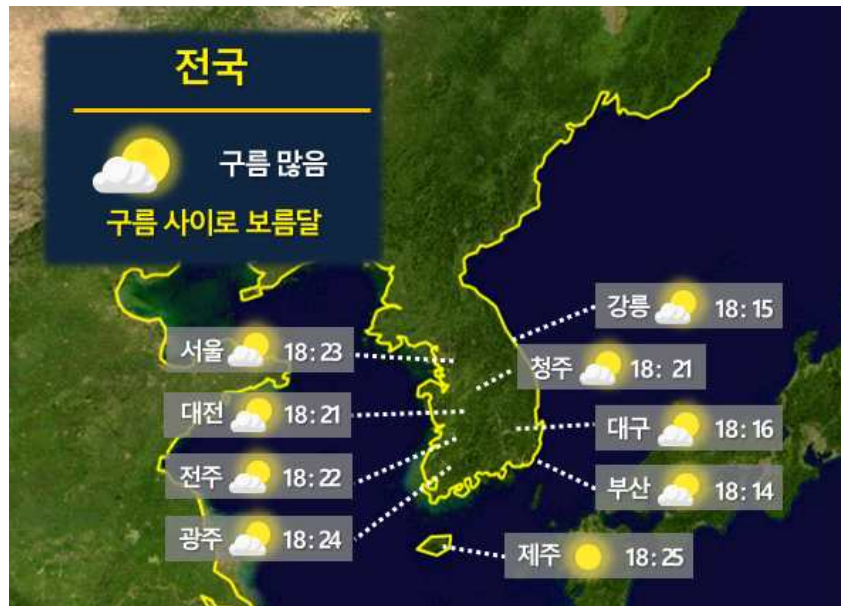 전국
구름 많음
구름 사이로 보름달
강릉 18:15
서울 18:23
청주 18: 21
대전 18:21
대구 18:16
전주 18:22
부산 18:14
광주 18:24
제주 18:25